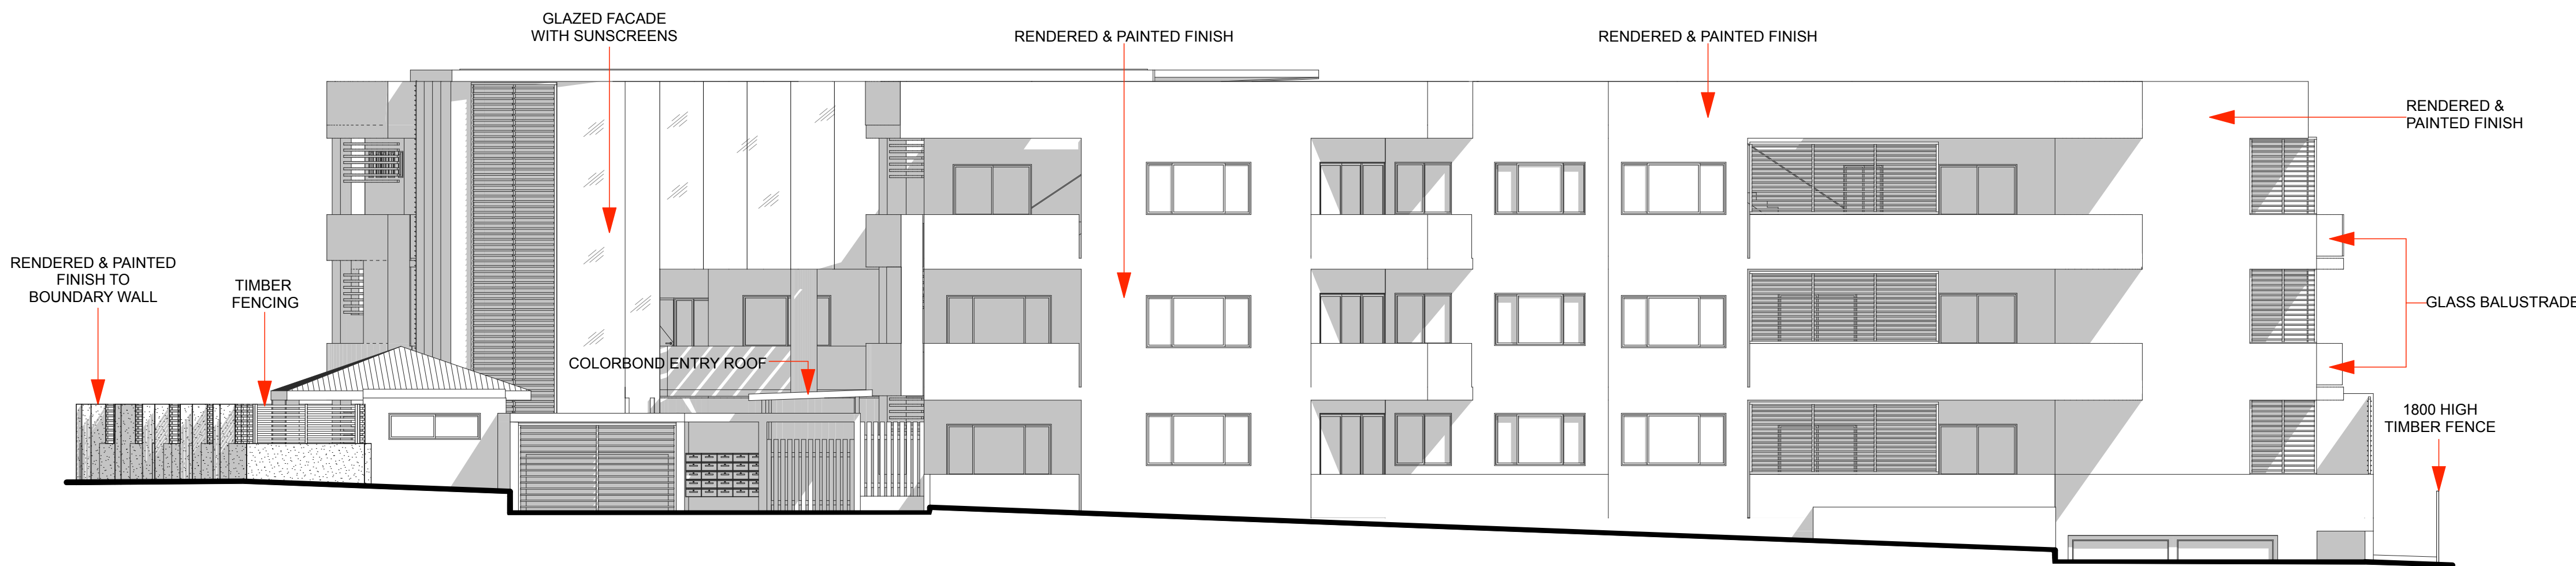 GLAZED FACADE
WITH SUNSCREENS
RENDERED & PAINTED FINISH
RENDERED & PAINTED FINISH
RENDERED &
PAINTED FINISH
RENDERED & PAINTED
FINISH TO
BOUNDARY WALL
TIMBER
FENCING
GLASS BALUSTRADE
COLORBOND ENTRY ROOF
1800 HIGH
TIMBER FENCE